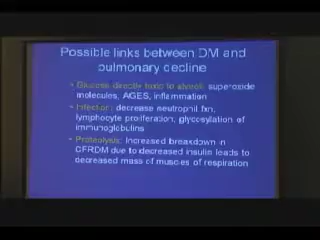 Possible links between DM and
pulmonary decline
• Glucose directly toxic to alveoli: superoxide
molecules, AGES, inflammation
• Infection: decrease neutrophil fxn,
lymphocyte proliferation, glycosylation of
immunoglobulins
• Proteolysis: Increased breakdown in
CFRDM due to decreased insulin leads to
decreased mass of muscles of respiration